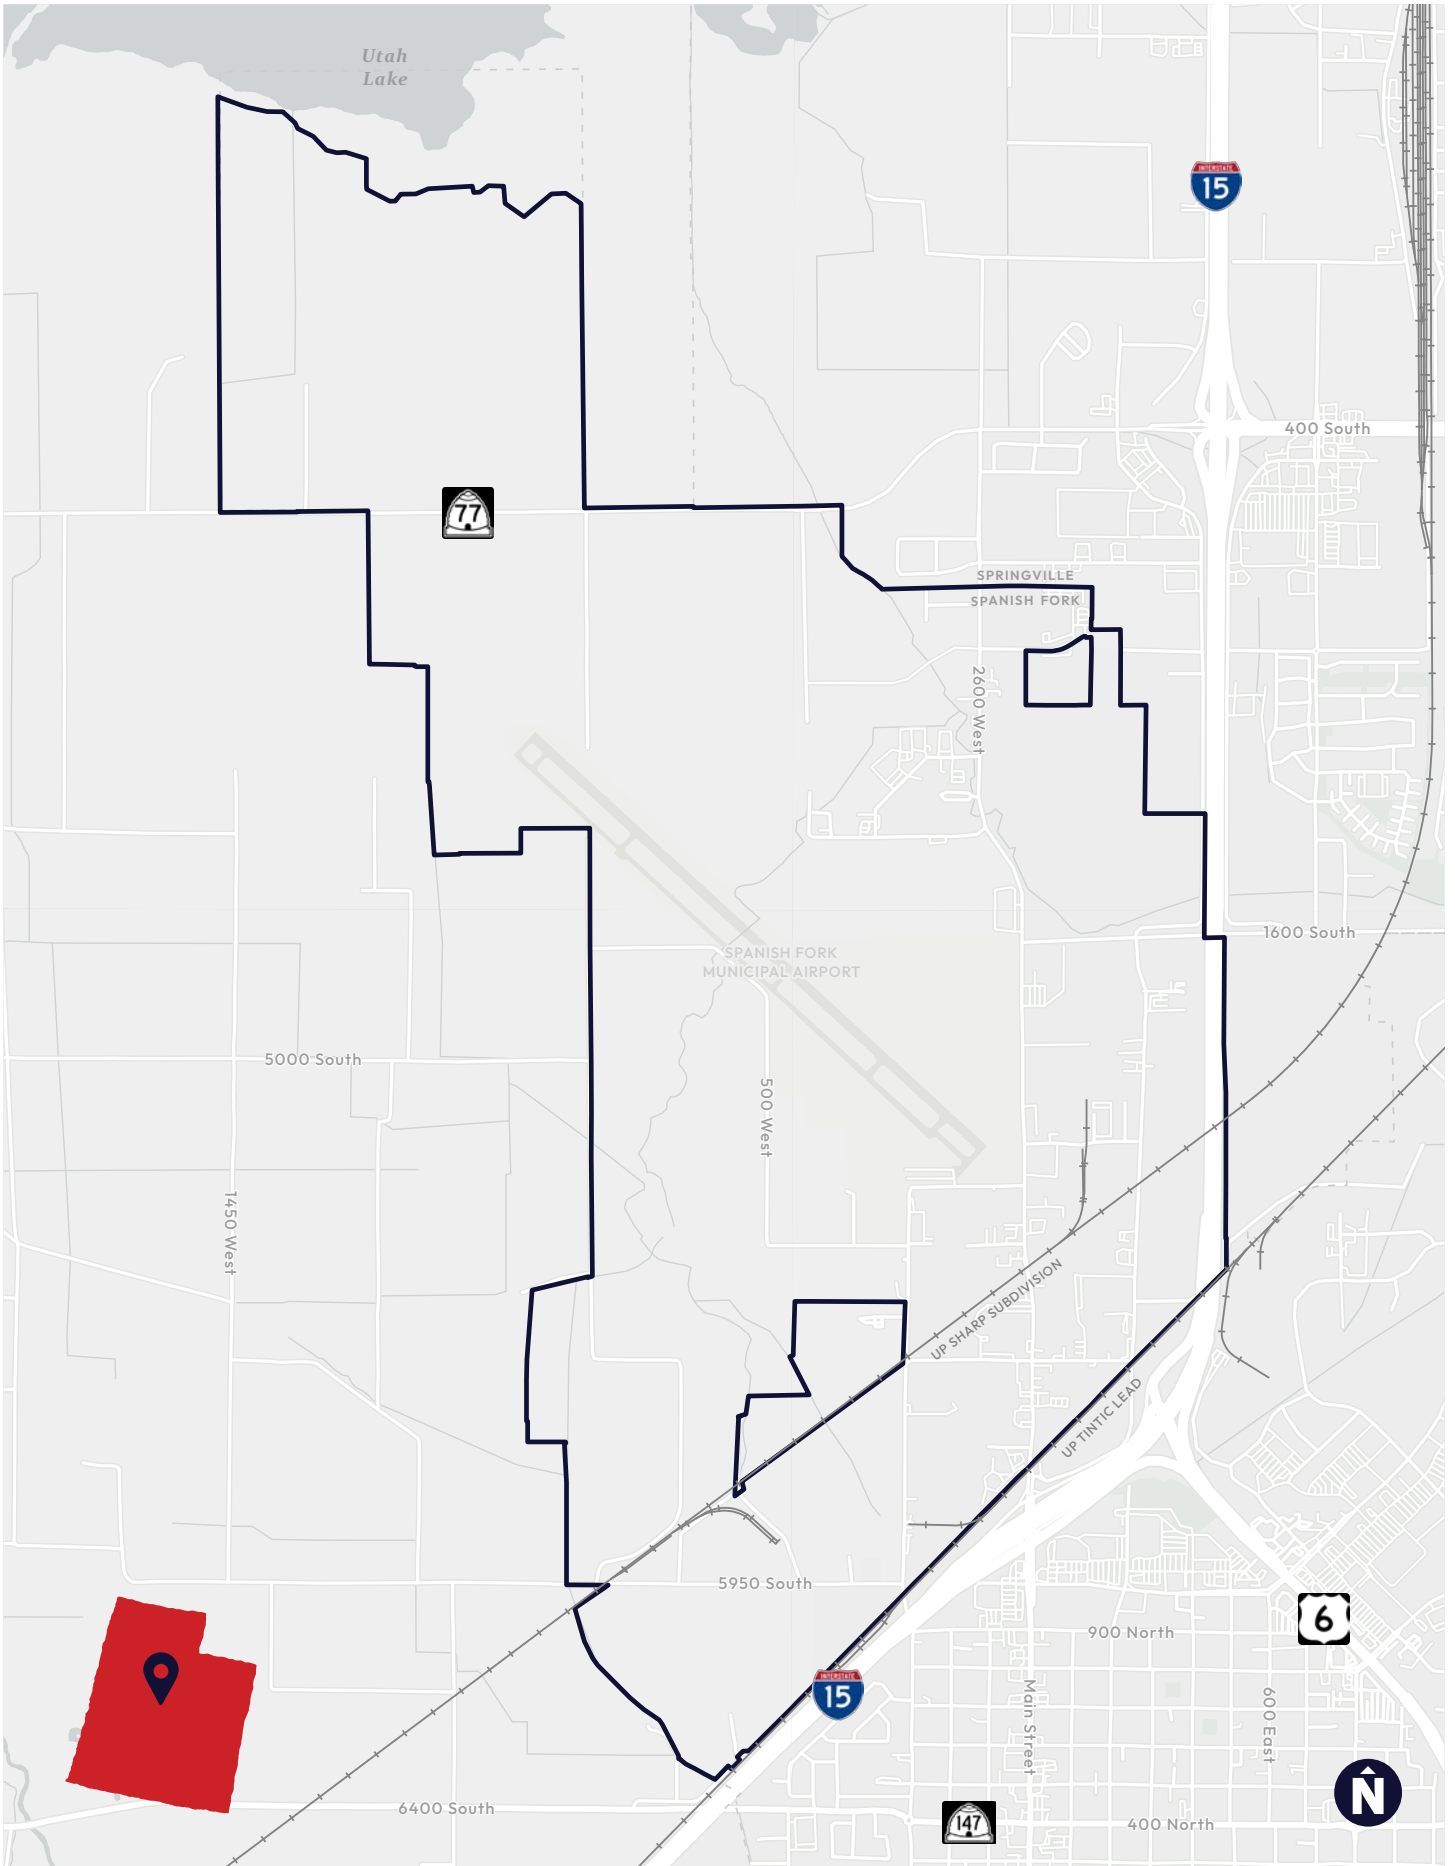 Utah
Lake
INTERSTATE
15
400 South
77
SPRINGVILLE
SPANISH FORK
2600 West
1600 South
SPANISH FORK
MUNICIPAL AIRPORT
5000 South
500 West
1450 West
UP SHARP SUBDIVISION
UP TINTIC LEAD
5950 South
6
900 North
INTERSTATE
15
Main Street
600 East
6400 South
147
400 North
N